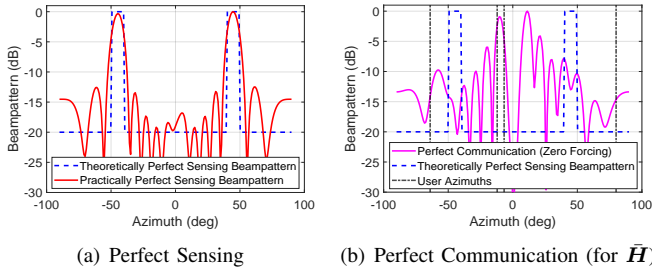 0
-5
-10
-15
-20
-25
-30
Beampattern (dB)
Theoretically Perfect Sensing Beampattern
Practically Perfect Sensing Beampattern
-100 -50 0 50 100
Azimuth (deg)
(a) Perfect Sensing
0
-5
-10
-15
-20
-25
-30
Beampattern (dB)
Perfect Communication (Zero Forcing)
Theoretically Perfect Sensing Beampattern
User Azimuths
-100 -50 0 50 100
Azimuth (deg)
(b) Perfect Communication (for H̄)